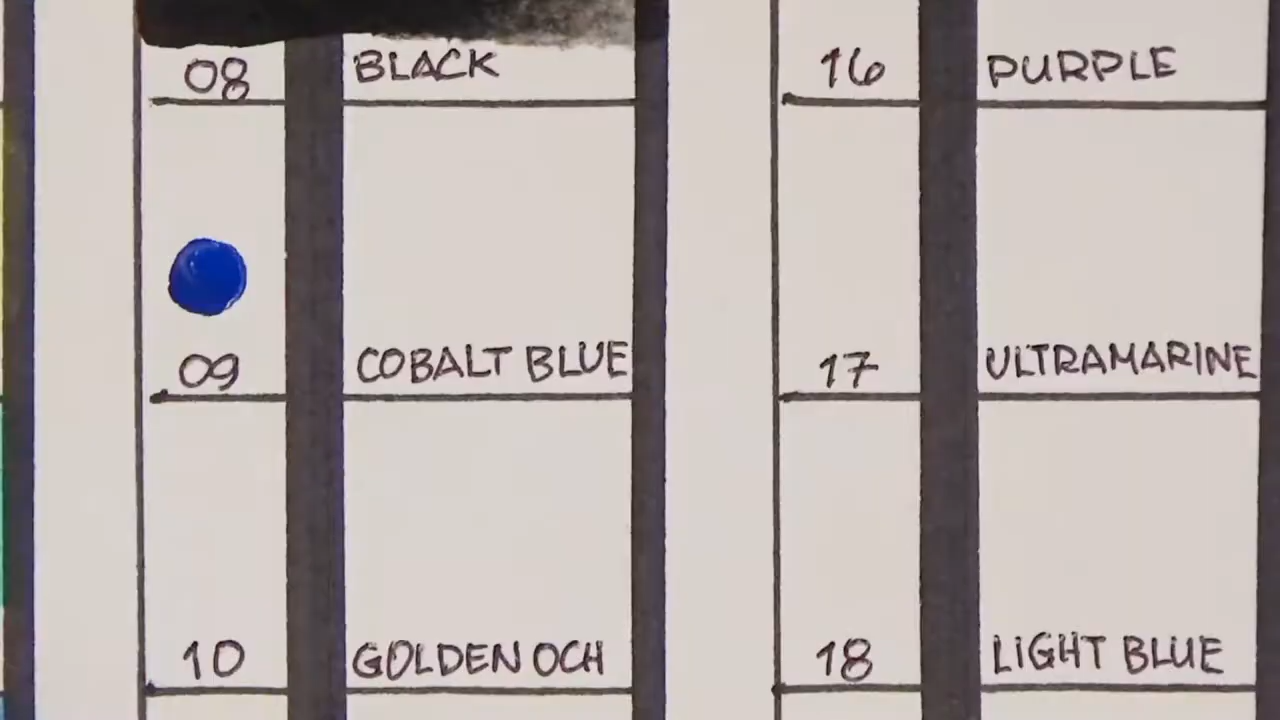 08 BLACK
16 PURPLE
09 COBALT BLUE
17 ULTRAMARINE
10 GOLDEN OCH
18 LIGHT BLUE